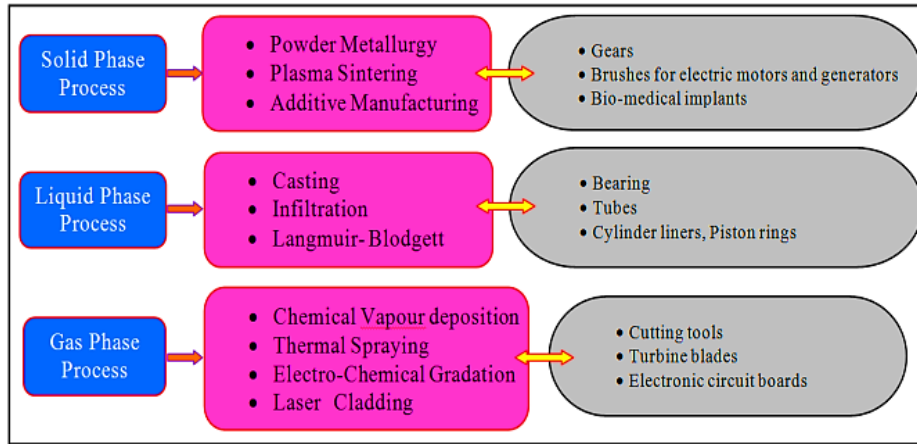 Solid Phase
Process
• Powder Metallurgy
• Plasma Sintering
• Additive Manufacturing
• Gears
• Brushes for electric motors and generators
• Bio-medical implants
Liquid Phase
Process
• Casting
• Infiltration
• Langmuir- Blodgett
• Bearing
• Tubes
• Cylinder liners, Piston rings
Gas Phase
Process
• Chemical Vapour deposition
• Thermal Spraying
• Electro-Chemical Gradation
• Laser Cladding
• Cutting tools
• Turbine blades
• Electronic circuit boards